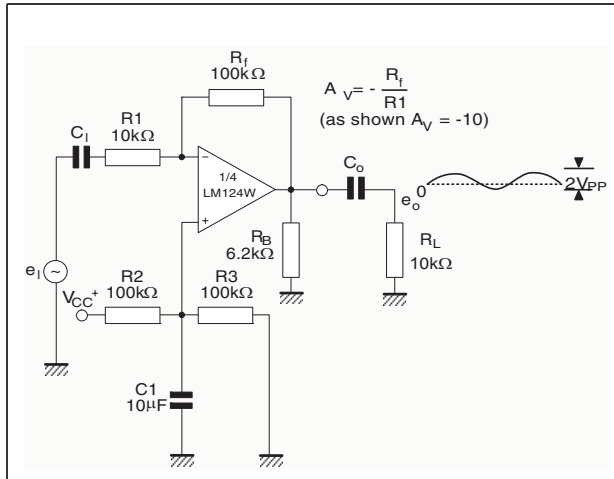 Rf
100kΩ
A V = - Rf
R1
(as shown AV = -10)
CI
R1
10kΩ
1/4
LM124W
Co
0
eo
2VPP
RB
6.2kΩ
RL
10kΩ
eI ~
VCC+
R2
100kΩ
R3
100kΩ
C1
10µF